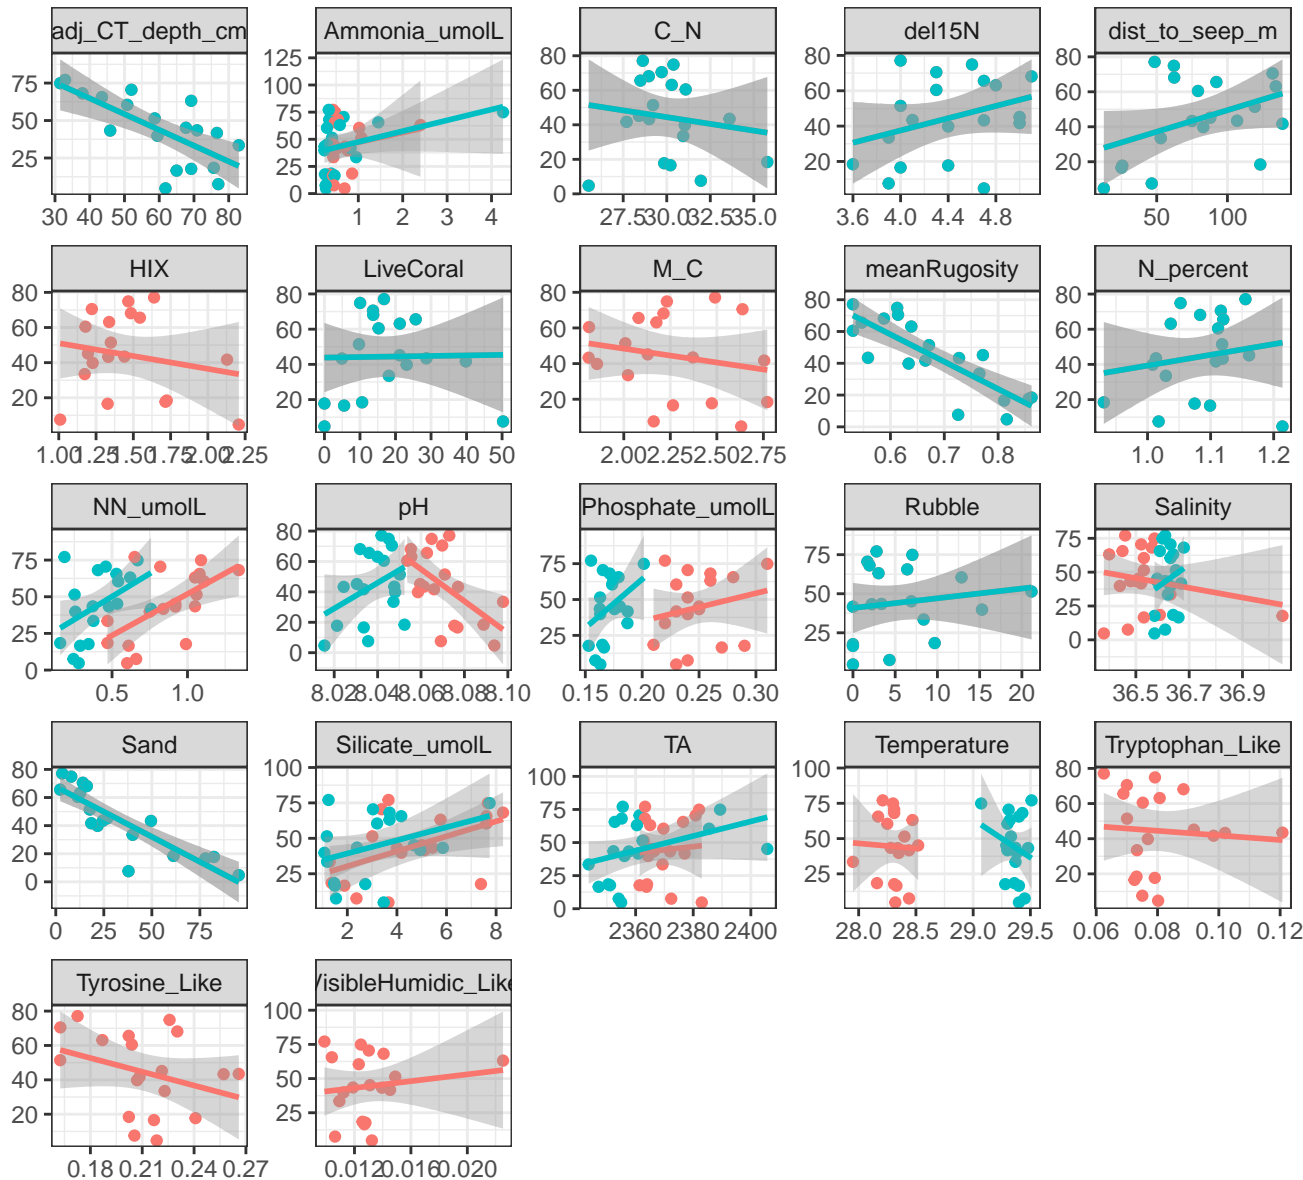 adj_CT_depth_cm Ammonia_umolL C_N del15N dist_to_seep_m
75 50 25
30 40 50 60 70 80
125 100 75 50 25 0
1 2 3 4
80 60 40 20 0
27.5 30.0 32.5 35.0
80 60 40 20
3.6 4.0 4.4 4.8
80 60 40 20
50 100
HIX LiveCoral M_C meanRugosity N_percent
80 60 40 20
1.00 1.25 1.50 1.75 2.00 2.25
80 60 40 20
0 10 20 30 40 50
80 60 40 20
2.00 2.25 2.50 2.75
80 60 40 20 0
0.6 0.7 0.8
80 60 40 20
1.0 1.1 1.2
NN_umolL pH Phosphate_umolL Rubble Salinity
75 50 25 0
0.5 1.0
80 60 40 20 0
8.02 8.04 8.06 8.08 8.10
75 50 25 0
0.15 0.20 0.25 0.30
75 50 25
0 5 10 15 20
75 50 25 0
36.5 36.7 36.9
Sand Silicate_umolL TA Temperature Tryptophan_Like
75 50 25 0
0 25 50 75
100 75 50 25
2 4 6 8
100 75 50 25 0
2360 2380 2400
80 60 40 20 0
28.0 28.5 29.0 29.5
80 60 40 20
0.06 0.08 0.10 0.12
Tyrosine_Like VisibleHumidic_Like
80 60 40 20
0.18 0.21 0.24 0.27
100 75 50 25
0.012 0.016 0.020